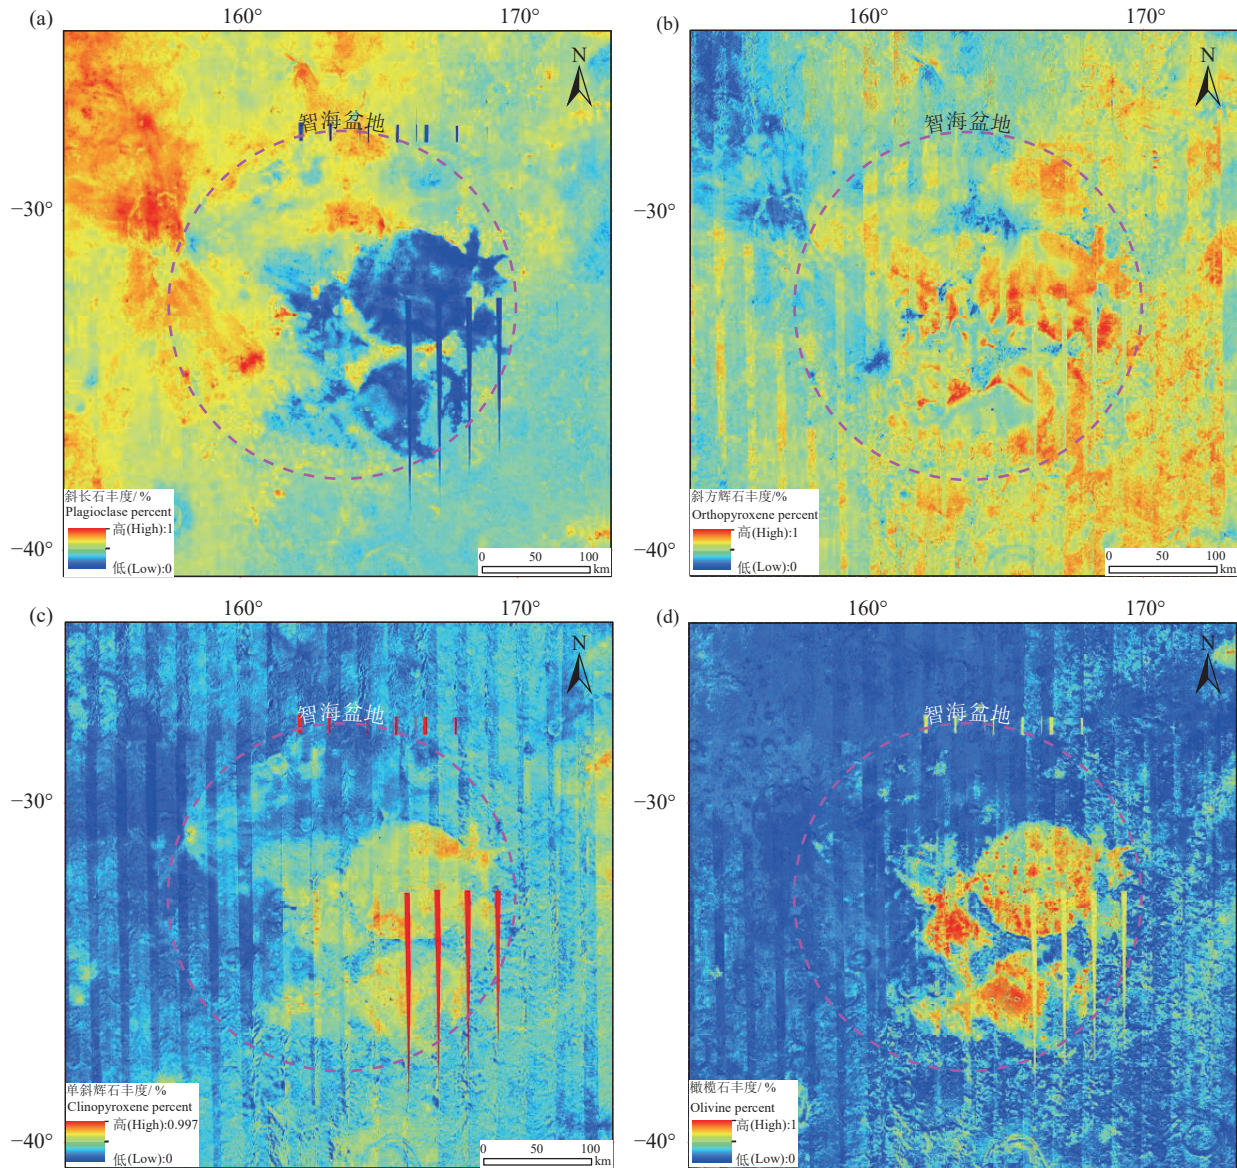 (a)
160°
170°
N
智海盆地
−30°
−40°
斜长石丰度/ %
Plagioclase percent
高(High):1
低(Low):0
0 50 100
km
(b)
160°
170°
N
智海盆地
−30°
−40°
斜方辉石丰度/%
Orthopyroxene percent
高(High):1
低(Low):0
0 50 100
km
(c)
160°
170°
N
智海盆地
−30°
−40°
单斜辉石丰度/ %
Clinopyroxene percent
高(High):0.997
低(Low):0
0 50 100
km
(d)
160°
170°
N
智海盆地
−30°
−40°
橄榄石丰度/ %
Olivine percent
高(High):1
低(Low):0